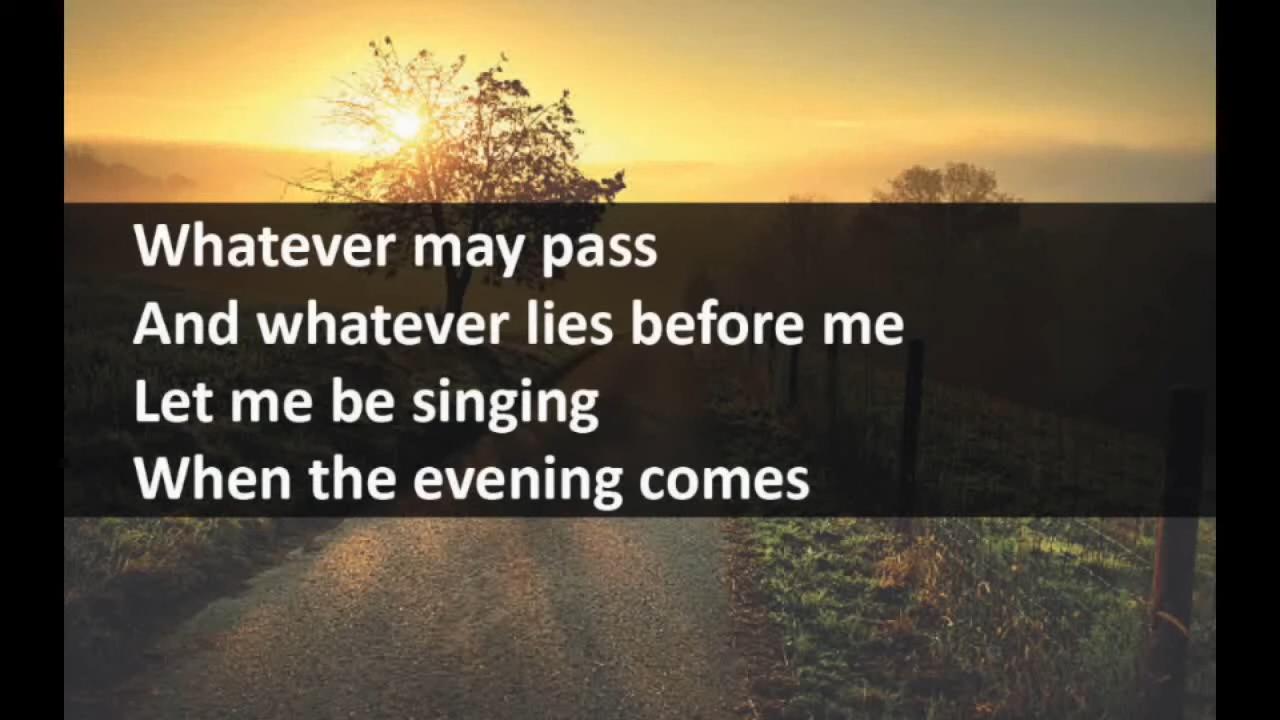 Whatever may pass
And whatever lies before me
Let me be singing
When the evening comes